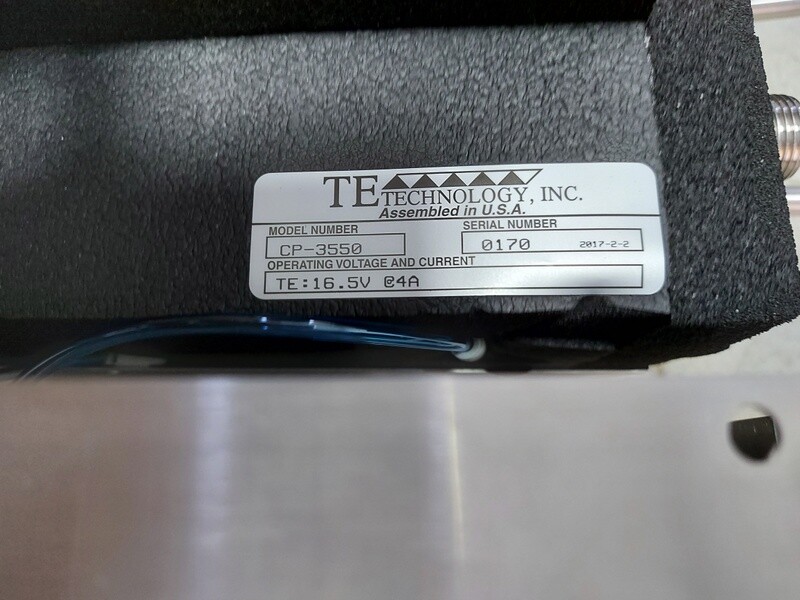 TE TECHNOLOGY, INC.
Assembled in U.S.A.
MODEL NUMBER SERIAL NUMBER
CP-3550 0170 2017-2-2
OPERATING VOLTAGE AND CURRENT
TE:16.5V @4A